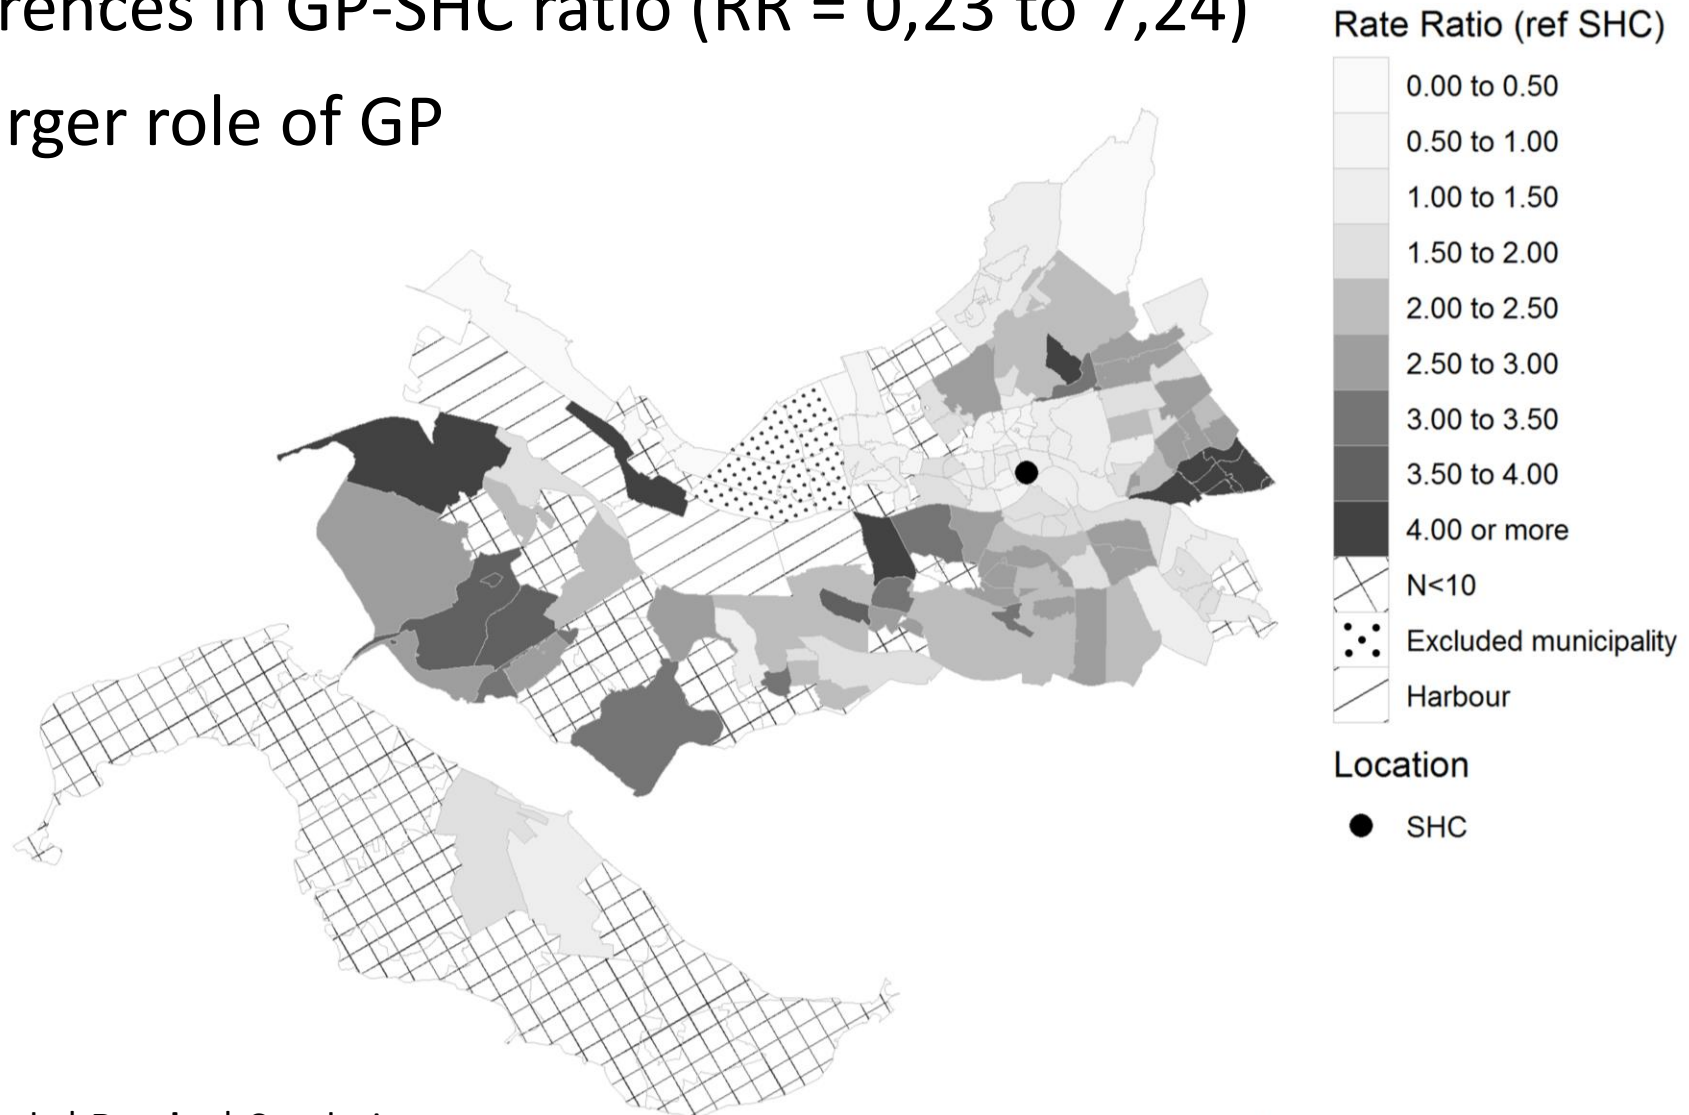 rences in GP-SHC ratio (RR = 0,23 to 7,24)
rger role of GP
Rate Ratio (ref SHC)
0.00 to 0.50
0.50 to 1.00
1.00 to 1.50
1.50 to 2.00
2.00 to 2.50
2.50 to 3.00
3.00 to 3.50
3.50 to 4.00
4.00 or more
N<10
Excluded municipality
Harbour
Location
SHC